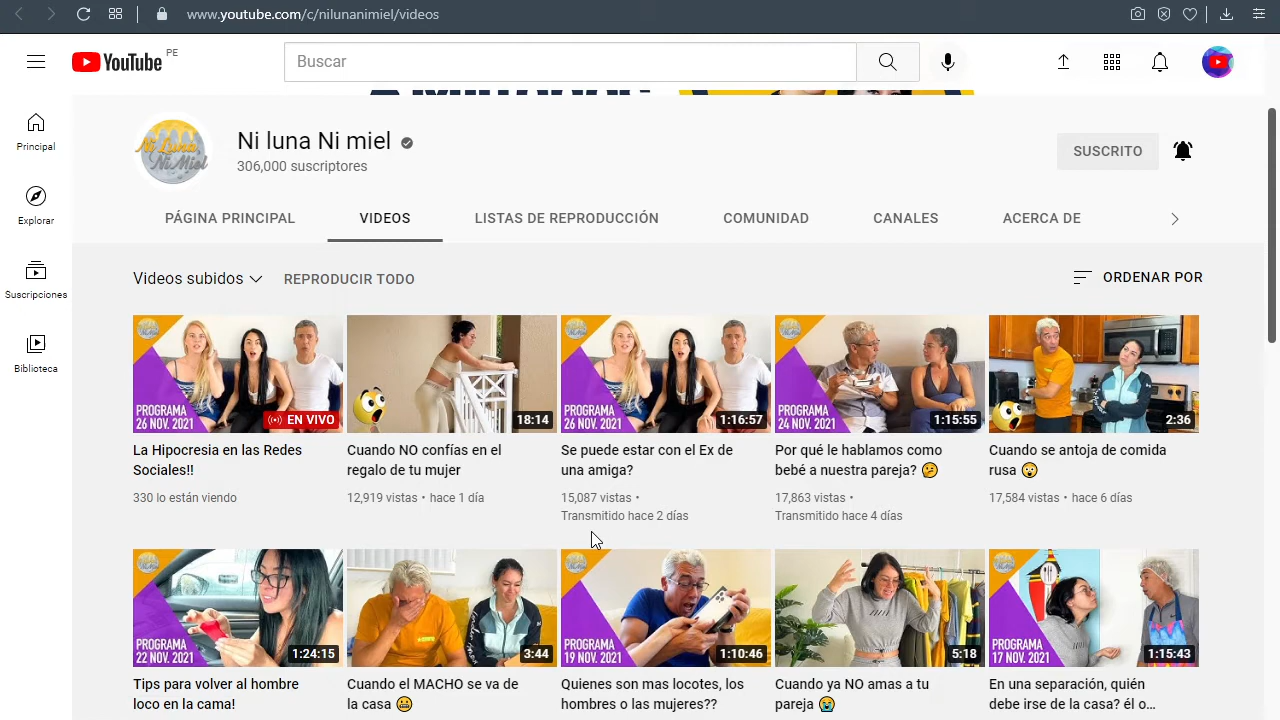 www.youtube.com/c/nilunanimiel/videos
YouTube PE
Buscar
Ni luna Ni miel
306,000 suscriptores
SUSCRITO
Principal
Explorar
Suscripciones
Biblioteca
PÁGINA PRINCIPAL
VIDEOS
LISTAS DE REPRODUCCIÓN
COMUNIDAD
CANALES
ACERCA DE
Videos subidos
REPRODUCIR TODO
ORDENAR POR
PROGRAMA
26 NOV. 2021
EN VIVO
La Hipocresia en las Redes
Sociales!!
330 lo están viendo
18:14
Cuando NO confías en el
regalo de tu mujer
12,919 vistas • hace 1 día
PROGRAMA
26 NOV. 2021
1:16:57
Se puede estar con el Ex de
una amiga?
15,087 vistas •
Transmitido hace 2 días
PROGRAMA
24 NOV. 2021
1:15:55
Por qué le hablamos como
bebé a nuestra pareja? 🤔
17,863 vistas •
Transmitido hace 4 días
2:36
Cuando se antoja de comida
rusa 😲
17,584 vistas • hace 6 días
PROGRAMA
22 NOV. 2021
1:24:15
Tips para volver al hombre
loco en la cama!
3:44
Cuando el MACHO se va de
la casa 😬
PROGRAMA
19 NOV. 2021
1:10:46
Quienes son mas locotes, los
hombres o las mujeres??
5:18
Cuando ya NO amas a tu
pareja 😭
PROGRAMA
17 NOV. 2021
1:15:43
En una separación, quién
debe irse de la casa? él o...